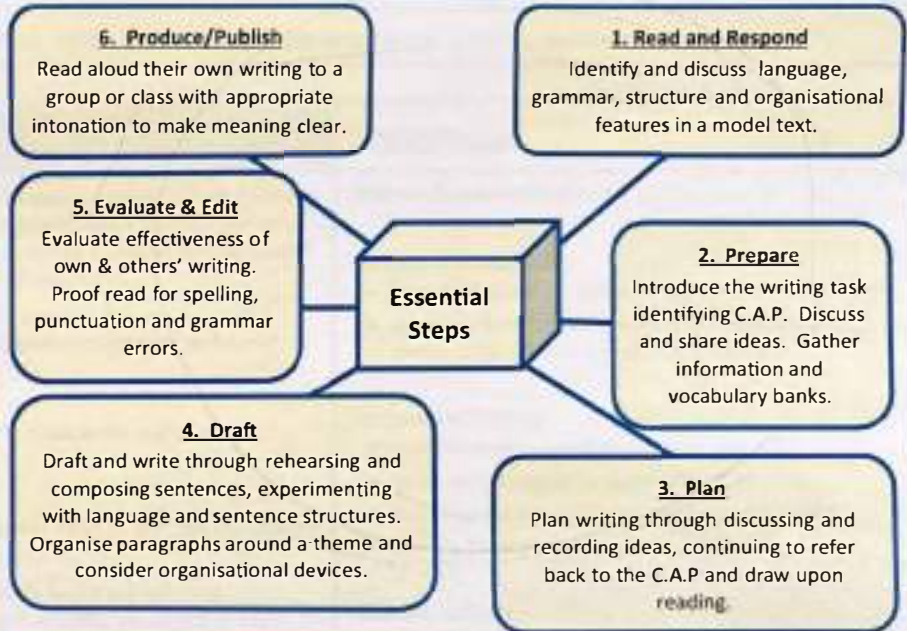 6. Produce/Publish
Read aloud their own writing to a
group or class with appropriate
intonation to make meaning clear.
1. Read and Respond
Identify and discuss language,
grammar, structure and organisational
features in a model text.
5. Evaluate & Edit
Evaluate effectiveness of
own & others' writing.
Proof read for spelling,
punctuation and grammar
errors.
Essential
Steps
2. Prepare
Introduce the writing task
identifying C.A.P. Discuss
and share ideas. Gather
information and
vocabulary banks.
4. Draft
Draft and write through rehearsing and
composing sentences, experimenting
with language and sentence structures.
Organise paragraphs around a theme and
consider organisational devices.
3. Plan
Plan writing through discussing and
recording ideas, continuing to refer
back to the C.A.P and draw upon
reading.